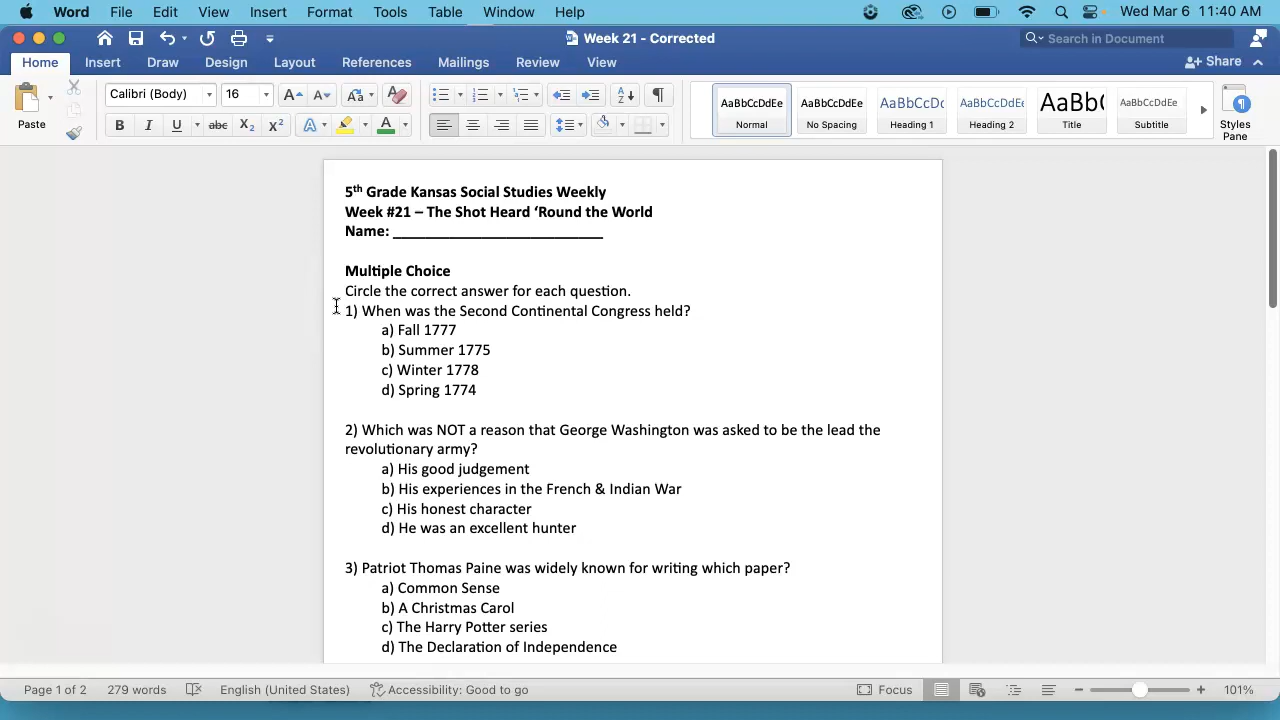 Word File Edit View Insert Format Tools Table Window Help Wed Mar 6 11:40 AM
Week 21 - Corrected Search in Document
Home Insert Draw Design Layout References Mailings Review View Share
Calibri (Body) 16 Aa AaBbCcDdEe AaBbCcDdEe AaBbCcDc AaBbCcDdEe AaBb( AaBbCcDdEe
Paste B I U abc X₂ X² A A Normal No Spacing Heading 1 Heading 2 Title Subtitle Styles Pane
5th Grade Kansas Social Studies Weekly
Week #21 – The Shot Heard ‘Round the World
Name: _________________________
Multiple Choice
Circle the correct answer for each question.
1) When was the Second Continental Congress held?
a) Fall 1777
b) Summer 1775
c) Winter 1778
d) Spring 1774
2) Which was NOT a reason that George Washington was asked to be the lead the
revolutionary army?
a) His good judgement
b) His experiences in the French & Indian War
c) His honest character
d) He was an excellent hunter
3) Patriot Thomas Paine was widely known for writing which paper?
a) Common Sense
b) A Christmas Carol
c) The Harry Potter series
d) The Declaration of Independence
Page 1 of 2 279 words English (United States) Accessibility: Good to go Focus 101%